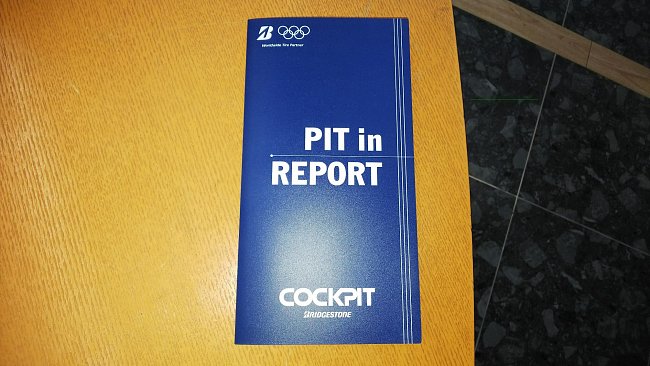 B
Worldwide Tire Partner
PIT in
REPORT
COCKPIT
BRIDGESTONE